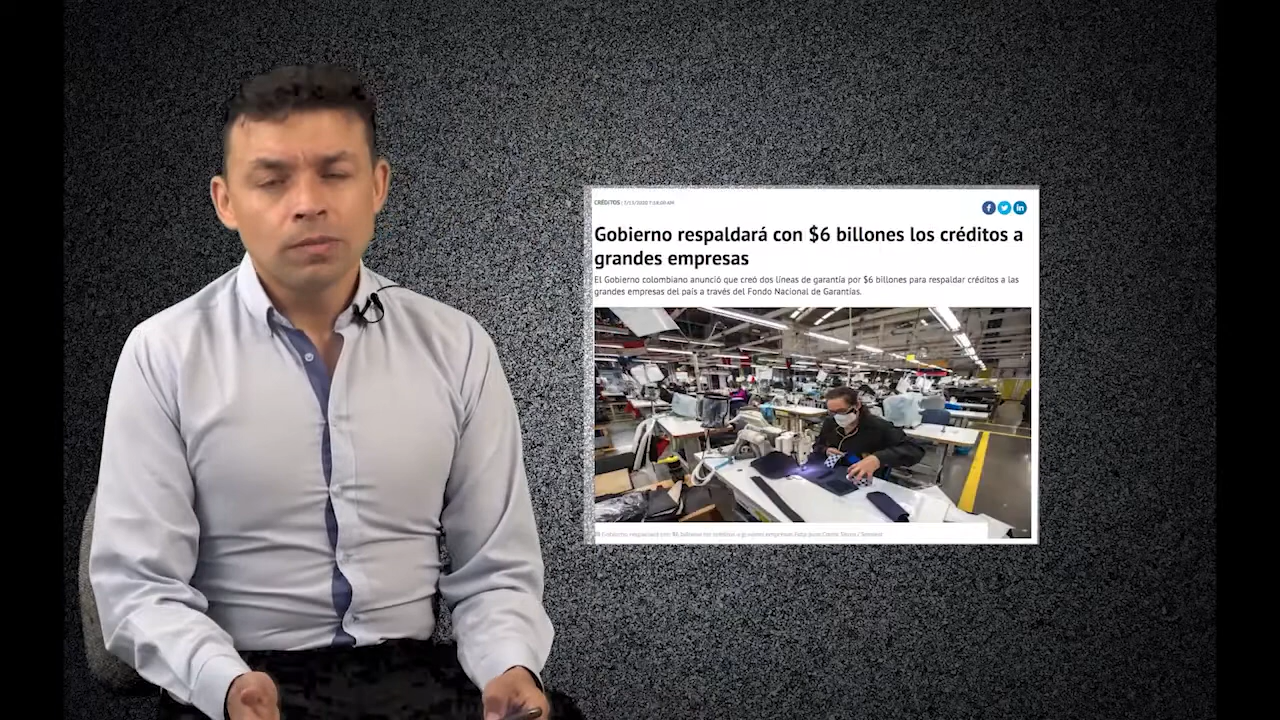 CRÉDITOS
Gobierno respaldará con $6 billones los créditos a
grandes empresas
El Gobierno colombiano anunció que creó dos líneas de garantía por $6 billones para respaldar créditos a las
grandes empresas del país a través del Fondo Nacional de Garantías.